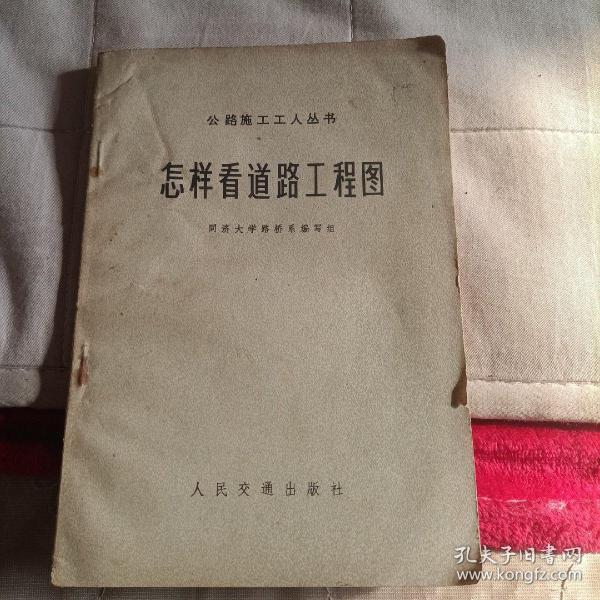 公路施工工人丛书
怎样看道路工程图
同济大学路桥系编写组
人民交通出版社
孔夫子旧书网
www.kongfz.com